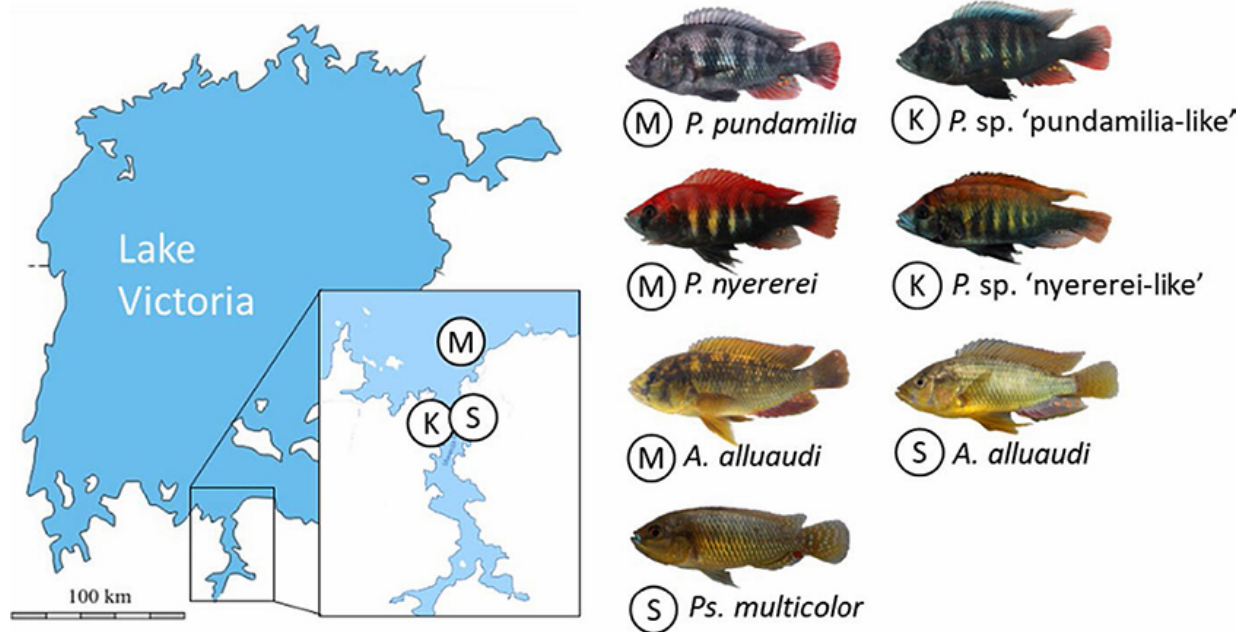 Lake
Victoria
M
K
S
100 km
M P. pundamilia
K P. sp. ‘pundamilia-like’
M P. nyererei
K P. sp. ‘nyererei-like’
M A. alluaudi
S A. alluaudi
S Ps. multicolor